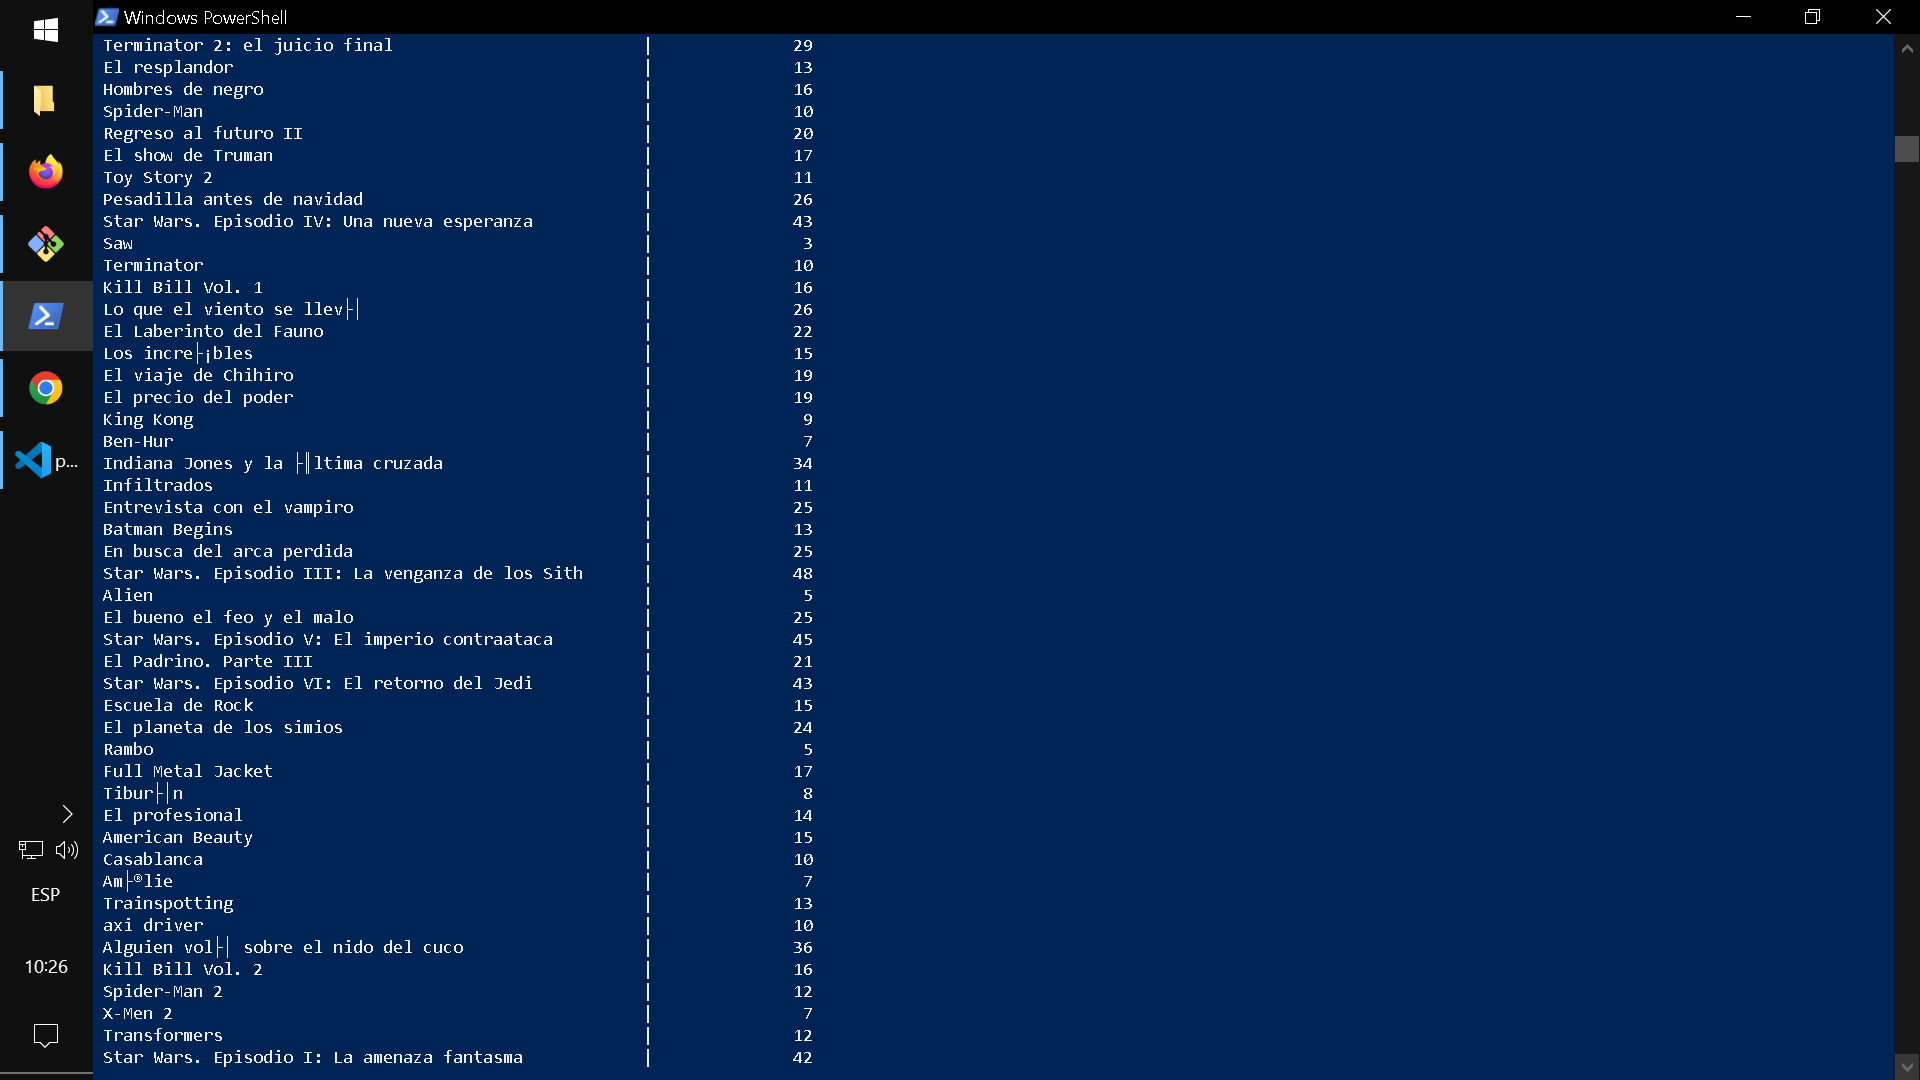 Windows PowerShell
Terminator 2: el juicio final | 29
El resplandor | 13
Hombres de negro | 16
Spider-Man | 10
Regreso al futuro II | 20
El show de Truman | 17
Toy Story 2 | 11
Pesadilla antes de navidad | 26
Star Wars. Episodio IV: Una nueva esperanza | 43
Saw | 3
Terminator | 10
Kill Bill Vol. 1 | 16
Lo que el viento se llev├│ | 26
El Laberinto del Fauno | 22
Los incre├¡bles | 15
El viaje de Chihiro | 19
El precio del poder | 19
King Kong | 9
Ben-Hur | 7
Indiana Jones y la ├║ltima cruzada | 34
Infiltrados | 11
Entrevista con el vampiro | 25
Batman Begins | 13
En busca del arca perdida | 25
Star Wars. Episodio III: La venganza de los Sith | 48
Alien | 5
El bueno el feo y el malo | 25
Star Wars. Episodio V: El imperio contraataca | 45
El Padrino. Parte III | 21
Star Wars. Episodio VI: El retorno del Jedi | 43
Escuela de Rock | 15
El planeta de los simios | 24
Rambo | 5
Full Metal Jacket | 17
Tibur├│n | 8
El profesional | 14
American Beauty | 15
Casablanca | 10
Am├®lie | 7
Trainspotting | 13
axi driver | 10
Alguien vol├│ sobre el nido del cuco | 36
Kill Bill Vol. 2 | 16
Spider-Man 2 | 12
X-Men 2 | 7
Transformers | 12
Star Wars. Episodio I: La amenaza fantasma | 42
p...
ESP
10:26